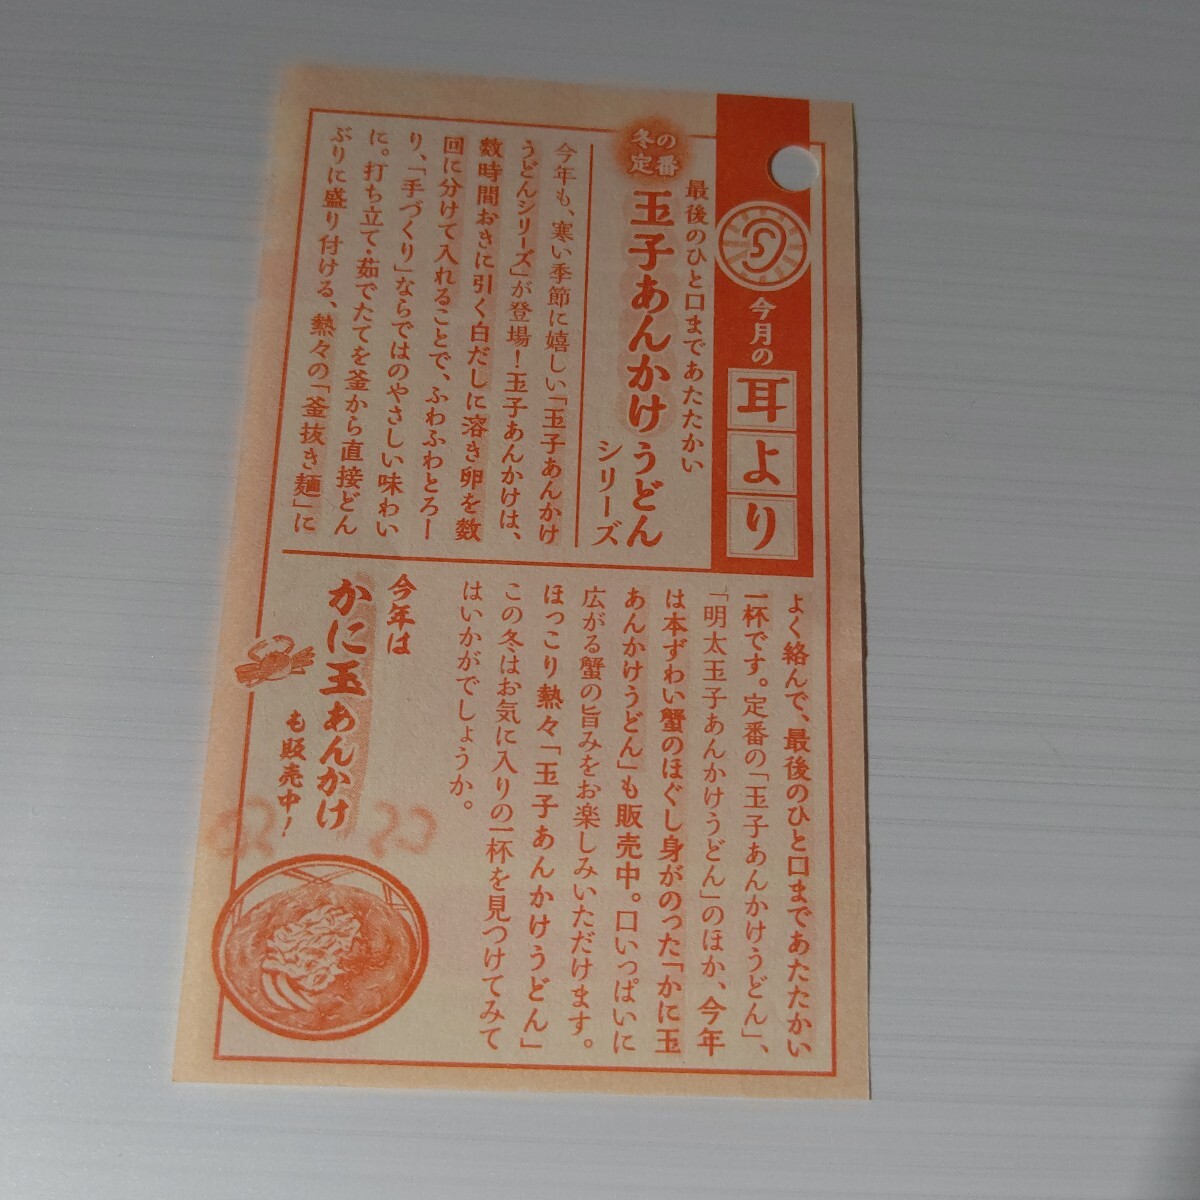 今月の
耳より
最後のひと口まであたたかい
冬の
定番
玉子あんかけうどん
シリーズ
今年も、寒い季節に嬉しい「玉子あんかけ
うどんシリーズ」が登場！玉子あんかけは、
数時間おきに引く白だしに溶き卵を数
回に分けて入れることで、ふわふわとろー
り、「手づくり」ならではのやさしい味わい
に。打ち立て・茹でたてを釜から直接どん
ぶりに盛り付ける、熱々の「釜抜き麺」に
よく絡んで、最後のひと口まであたたかい
一杯です。定番の「玉子あんかけうどん」、
「明太玉子あんかけうどん」のほか、今年
は本ずわい蟹のほぐし身がのった「かに玉
あんかけうどん」も販売中。口いっぱいに
広がる蟹の旨みをお楽しみいただけます。
ほっこり熱々「玉子あんかけうどん」
この冬はお気に入りの一杯を見つけてみて
はいかがでしょうか。
今年は
かに玉あんかけ
も販売中！